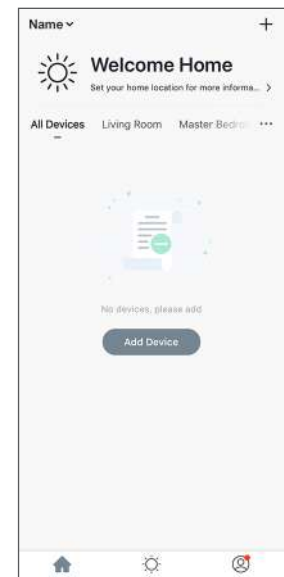 Name
Welcome Home
Set your home location for more informa...
All Devices Living Room Master Bedro
No devices, please add
Add Device